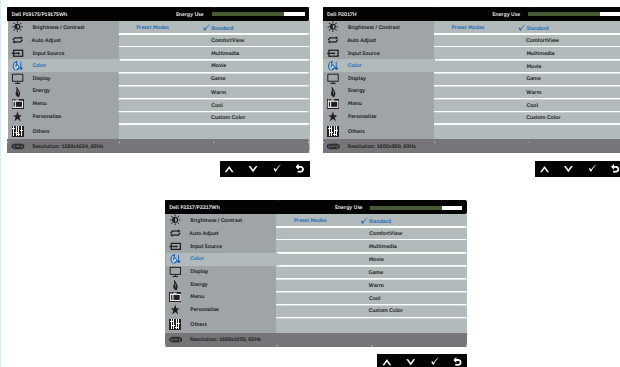 Dell P1917S/P1917SWh Energy Use
Brightness / Contrast Preset Modes ✓ Standard
Auto Adjust ComfortView
Input Source Multimedia
Color Movie
Display Game
Energy Warm
Menu Cool
Personalize Custom Color
Others
Resolution: 1280x1024, 60Hz
Dell P2017H Energy Use
Brightness / Contrast Preset Modes ✓ Standard
Auto Adjust ComfortView
Input Source Multimedia
Color Movie
Display Game
Energy Warm
Menu Cool
Personalize Custom Color
Others
Resolution: 1600x900, 60Hz
Dell P2217/P2217Wh Energy Use
Brightness / Contrast Preset Modes ✓ Standard
Auto Adjust ComfortView
Input Source Multimedia
Color Movie
Display Game
Energy Warm
Menu Cool
Personalize Custom Color
Others
Resolution: 1680x1050, 60Hz